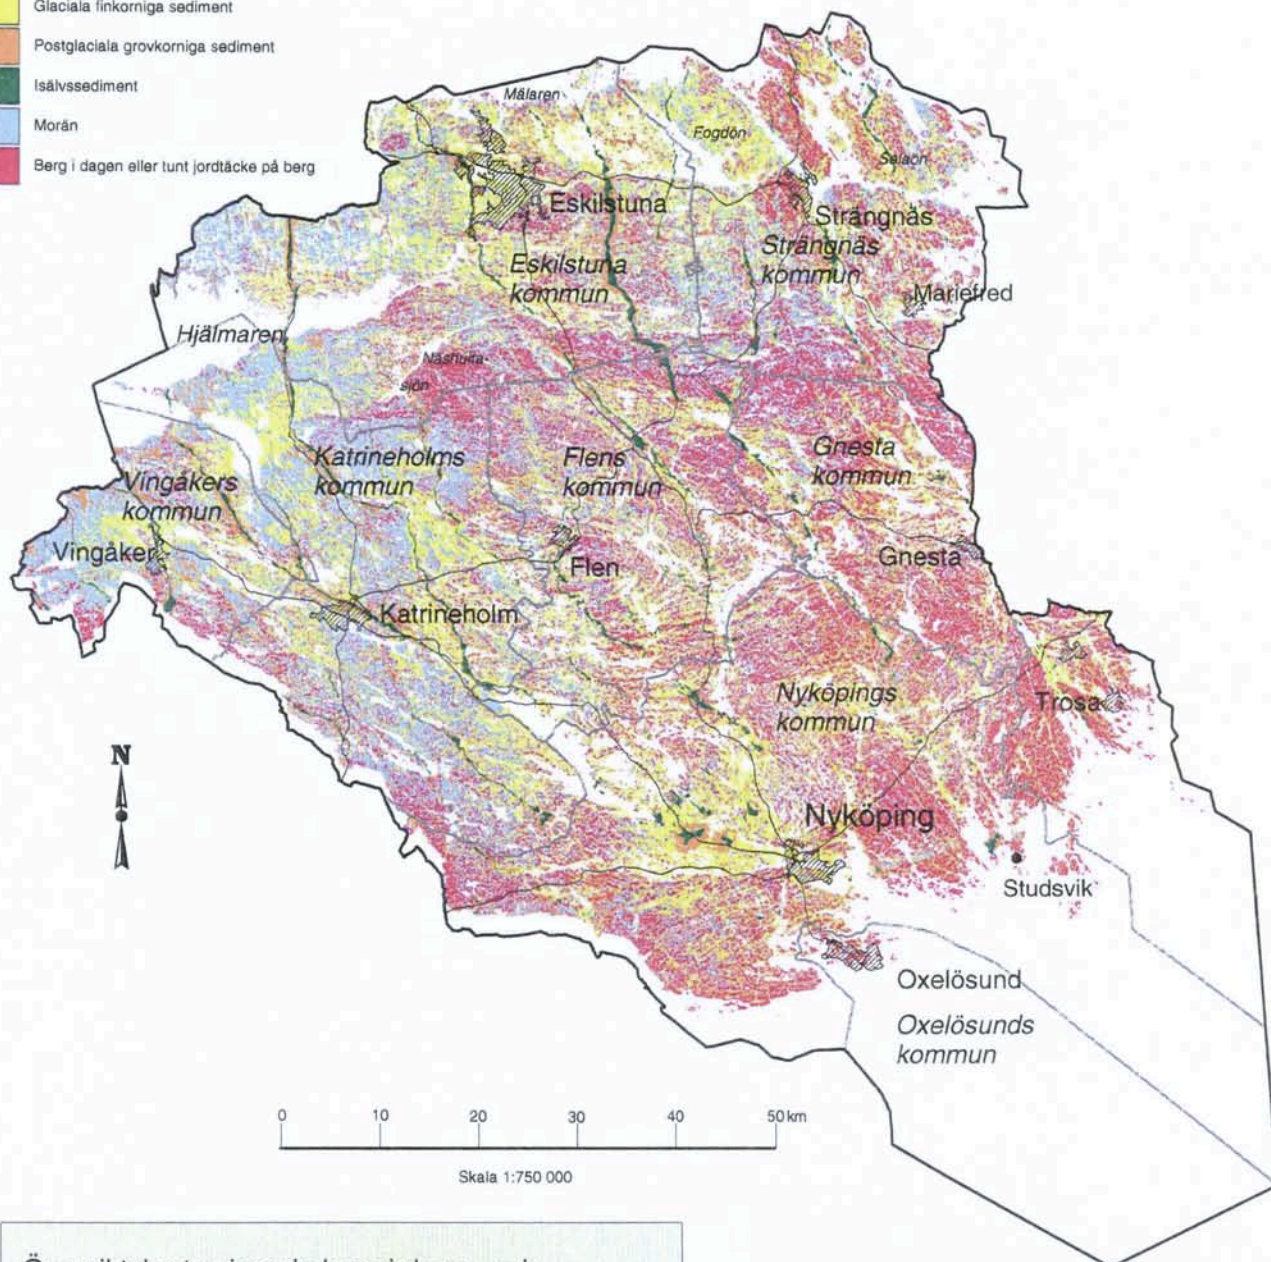 Glaciala finkorniga sediment
Postglaciala grovkorniga sediment
Isälvssediment
Morän
Berg i dagen eller tunt jordtäcke på berg
Mälaren
Fogdön
Selaön
Eskilstuna
Strängnäs
Strängnäs
kommun
Eskilstuna
kommun
Mariefred
Hjälmaren
Näshulta-
sjön
Katrineholms
kommun
Flens
kommun
Gnesta
kommun
Vingåkers
kommun
Vingåker
Gnesta
Flen
Katrineholm
Nyköpings
kommun
Trosa
N
Nyköping
Studsvik
Oxelösund
Oxelösunds
kommun
0 10 20 30 40 50 km
Skala 1:750 000